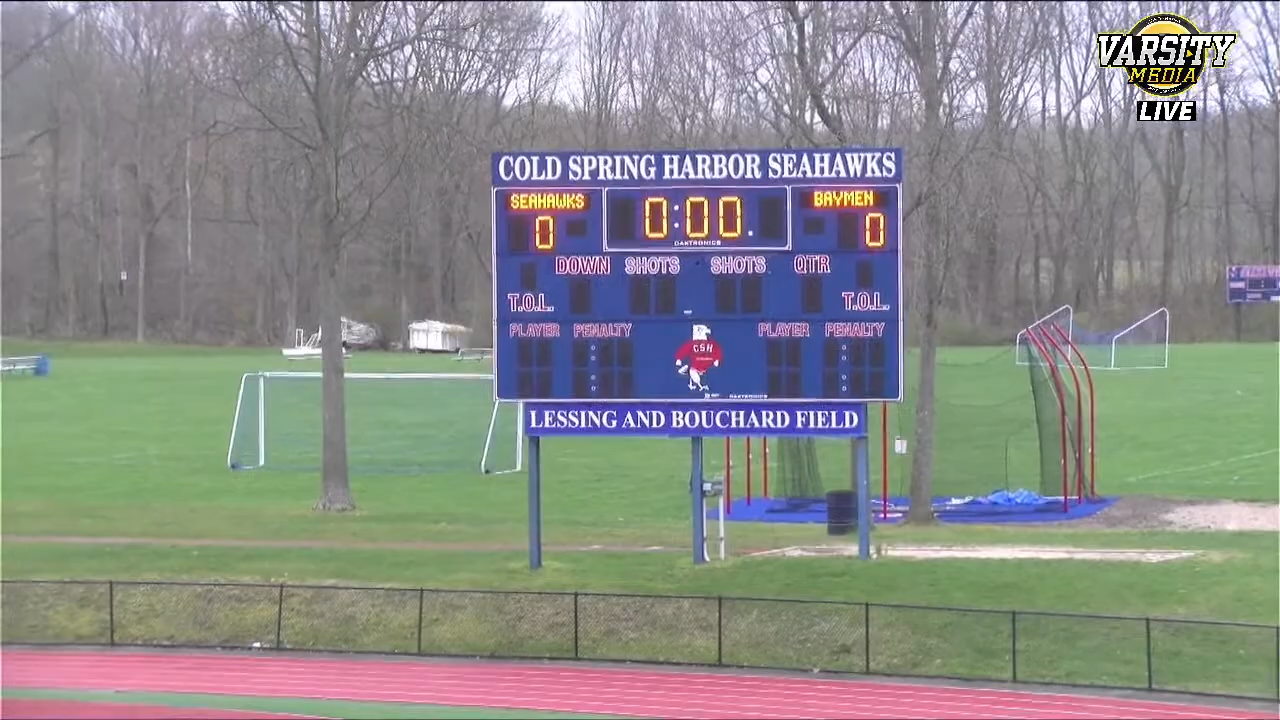 VARSITY
MEDIA
LIVE
COLD SPRING HARBOR SEAHAWKS
SEAHAWKS 0:00. BAYMEN
0 0
DAKTRONICS
DOWN SHOTS SHOTS QTR
T.O.L. T.O.L.
PLAYER PENALTY PLAYER PENALTY
CSH
DAKTRONICS
LESSING AND BOUCHARD FIELD